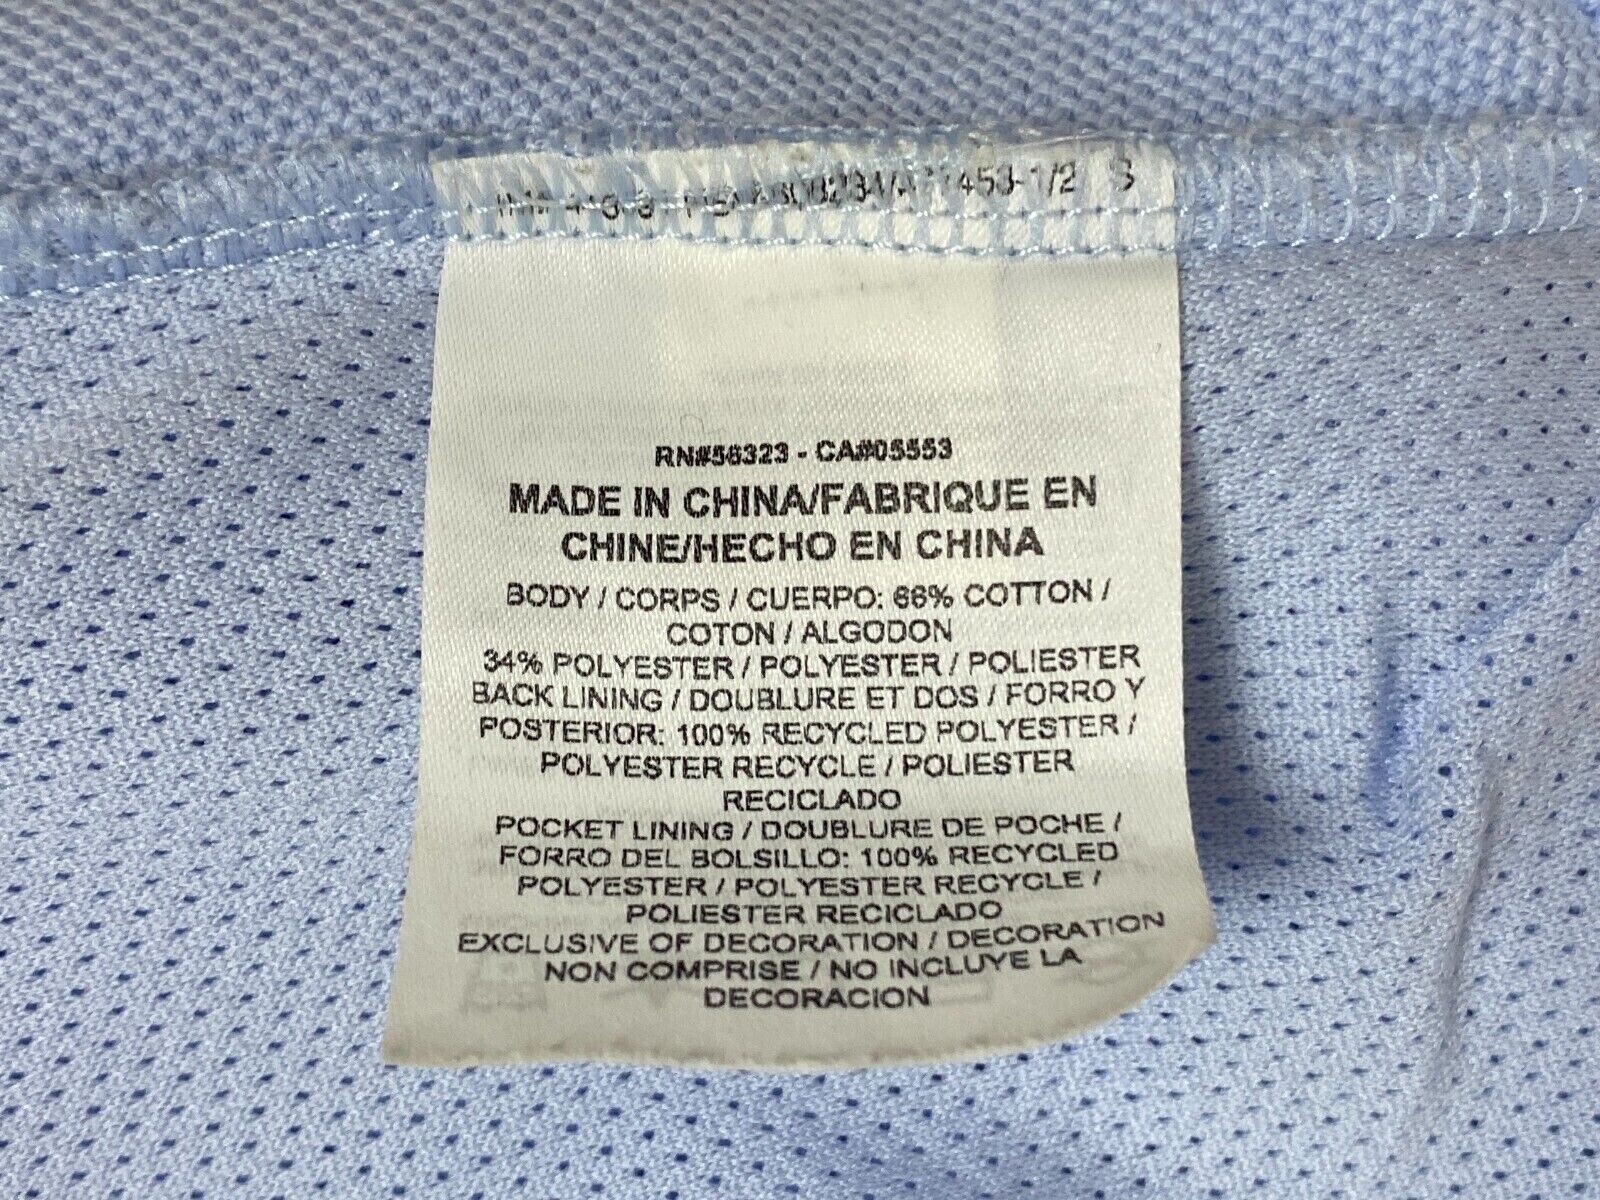 453-1/2 S
RN#56323 - CA#05553
MADE IN CHINA/FABRIQUE EN
CHINE/HECHO EN CHINA
BODY / CORPS / CUERPO: 66% COTTON /
COTON / ALGODON
34% POLYESTER / POLYESTER / POLIESTER
BACK LINING / DOUBLURE ET DOS / FORRO Y
POSTERIOR: 100% RECYCLED POLYESTER /
POLYESTER RECYCLE / POLIESTER
RECICLADO
POCKET LINING / DOUBLURE DE POCHE /
FORRO DEL BOLSILLO: 100% RECYCLED
POLYESTER / POLYESTER RECYCLE /
POLIESTER RECICLADO
EXCLUSIVE OF DECORATION / DECORATION
NON COMPRISE / NO INCLUYE LA
DECORACION